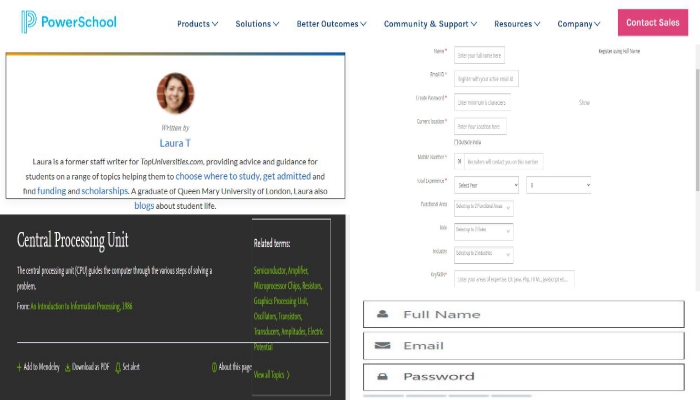 PowerSchool
Products Solutions Better Outcomes Community & Support Resources Company Contact Sales
Written by
Laura T
Laura is a former staff writer for TopUniversities.com, providing advice and guidance for
students on a range of topics helping them to choose where to study, get admitted and
find funding and scholarships. A graduate of Queen Mary University of London, Laura also
blogs about student life.
Central Processing Unit
The central processing unit (CPU) guides the computer through the various steps of solving a
problem.
From: An Introduction to Information Processing, 1986
+ Add to Mendeley Download as PDF Set alert About this page
Related terms:
Semiconductor, Amplifier,
Microprocessor Chips, Resistors,
Graphics Processing Unit,
Oscillators, Transistors,
Transducers, Amplitudes, Electric
Potential
View all Topics
Name * Enter your full name here Register using Full Name
Email ID * Register with your active email id
Create Password * Enter minimum 6 characters Show
Current location * Enter Your Location here
Outside India
Mobile Number * Recruiters will contact you on this number
Total Experience * Select Year 0
Functional Area Select up to 2 Functional Areas
Role Select up to 2 Roles
Industry Select up to 2 Industries
Key Skills* Enter your areas of expertise,
Full Name
Email
Password